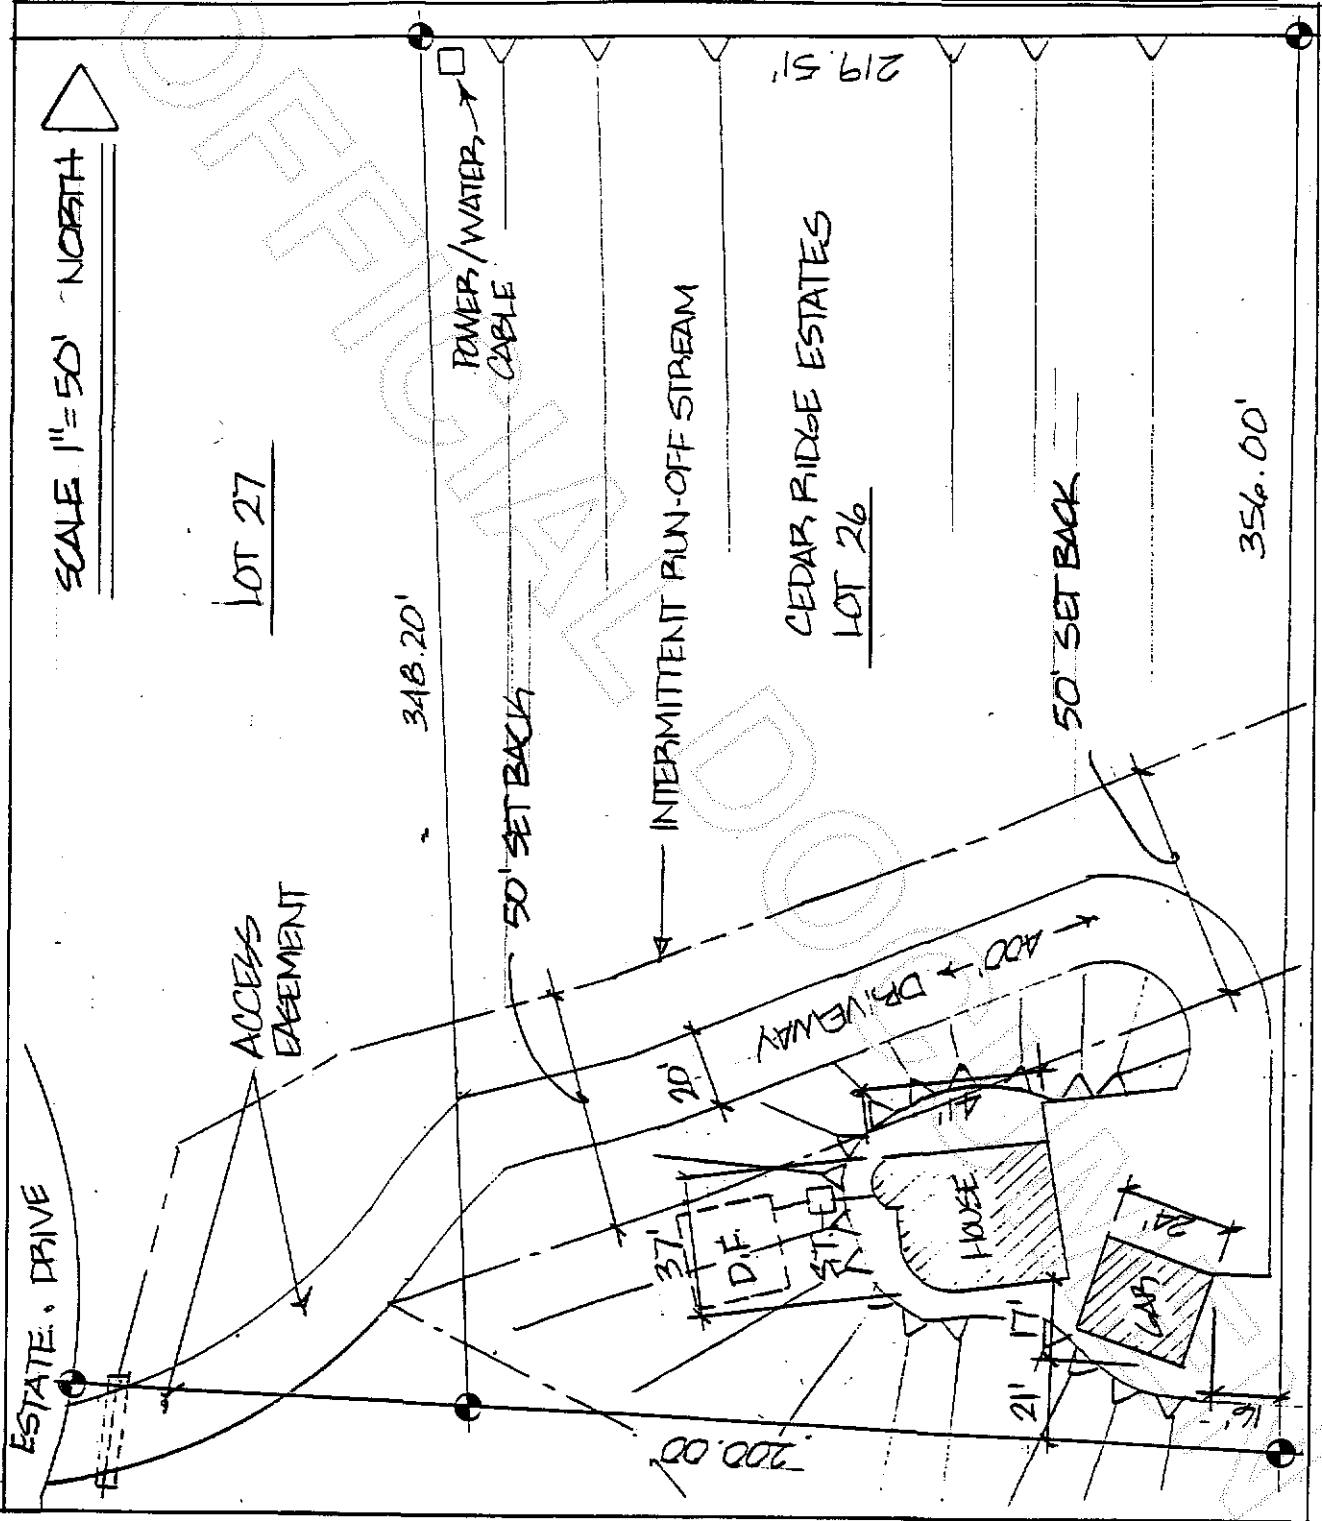 SCALE 1"=50' NORTH
LOT 27
ESTATE. DRIVE
ACCESS
EASEMENT
348.20'
POWER/WATER
CABLE
50' SET BACK
INTERMITTENT RUN-OFF STREAM
CEDAR RIDGE ESTATES
LOT 26
219.51'
50' SET BACK
356.00'
400' DRIVEWAY
20'
37'
D.F.
S.T.
HOUSE
GAR.
24'
17'
21'
16'
200.00'
OFFICIAL DOCUMENT